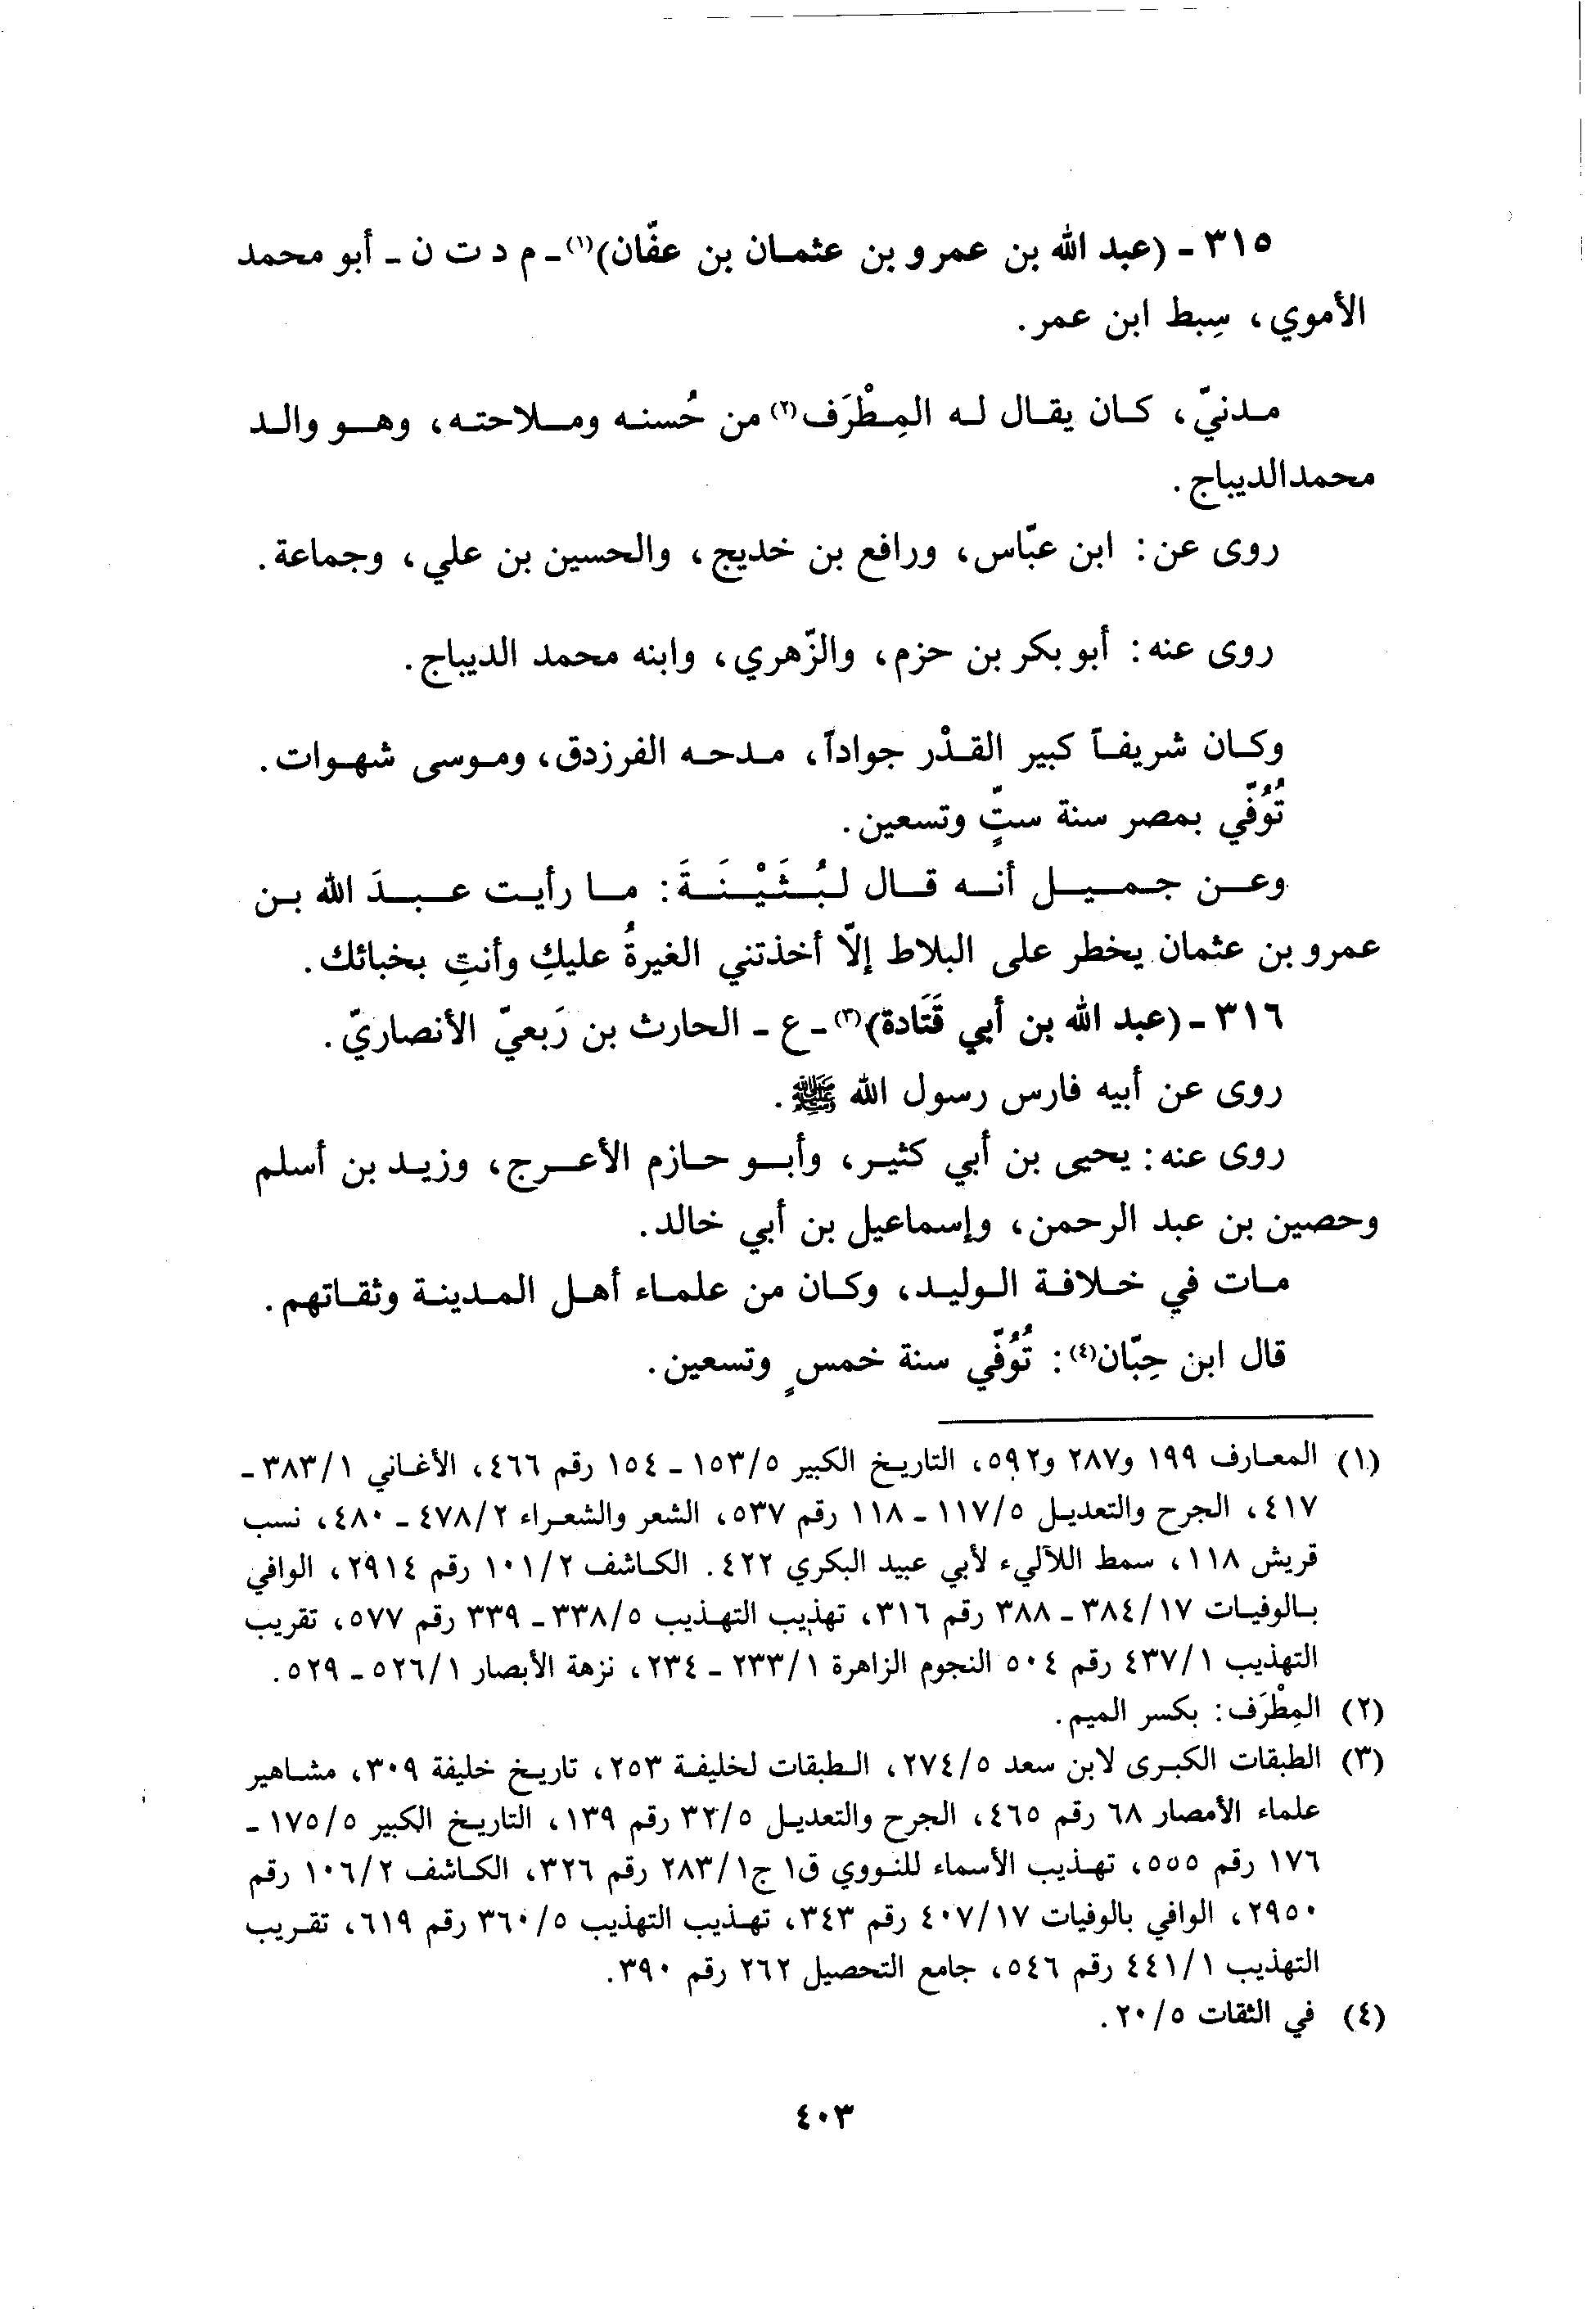 ٣١٥ - (عبد الله بن عمرو بن عثمان بن عفّان)(١) - م د ت ن - أبو محمد
الأموي، سِبط ابن عمر.
مدنيّ، كان يقال له المِطْرَف(٢) من حُسنه وملاحته، وهو والد
محمدالديباج.
روى عن: ابن عبّاس، ورافع بن خديج، والحسين بن علي، وجماعة.
روى عنه: أبو بكر بن حزم، والزّهري، وابنه محمد الديباج.
وكان شريفاً كبير القدْر جواداً، مدحه الفرزدق، وموسى شهوات.
تُوُفّي بمصر سنة ستٍّ وتسعين.
وعن جميل أنه قال لبُثَيْنَةَ: ما رأيت عبدَ الله بن
عمرو بن عثمان يخطر على البلاط إلّا أخذتني الغيرةُ عليكِ وأنتِ بخبائك.
٣١٦ - (عبد الله بن أبي قَتَادة)(٣) - ع - الحارث بن رَبعيّ الأنصاريّ.
روى عن أبيه فارس رسول الله ﷺ.
روى عنه: يحيى بن أبي كثير، وأبو حازم الأعرج، وزيد بن أسلم
وحصين بن عبد الرحمن، وإسماعيل بن أبي خالد.
مات في خلافة الوليد، وكان من علماء أهل المدينة وثقاتهم.
قال ابن حِبّان(٤): تُوُفّي سنة خمسٍ وتسعين.
(١) المعارف ١٩٩ و٢٨٧ و٥٩٢، التاريخ الكبير ٥/١٥٣ - ١٥٤ رقم ٤٦٦، الأغاني ١/٣٨٣ -
٤١٧، الجرح والتعديل ٥/١١٧ - ١١٨ رقم ٥٣٧، الشعر والشعراء ٢/٤٧٨ - ٤٨٠، نسب
قريش ١١٨، سمط اللآليء لأبي عبيد البكري ٤٢٢. الكاشف ٢/١٠١ رقم ٢٩١٤، الوافي
بالوفيات ١٧/٣٨٤ - ٣٨٨ رقم ٣١٦، تهذيب التهذيب ٥/٣٣٨ - ٣٣٩ رقم ٥٧٧، تقريب
التهذيب ١/٤٣٧ رقم ٥٠٤ النجوم الزاهرة ١/٢٣٣ - ٢٣٤، نزهة الأبصار ١/٥٢٦ - ٥٢٩.
(٢) المِطْرَف: بكسر الميم.
(٣) الطبقات الكبرى لابن سعد ٥/٢٧٤، الطبقات لخليفة ٢٥٣، تاريخ خليفة ٣٠٩، مشاهير
علماء الأمصار ٦٨ رقم ٤٦٥، الجرح والتعديل ٥/٣٢ رقم ١٣٩، التاريخ الكبير ٥/١٧٥ -
١٧٦ رقم ٥٥٥، تهذيب الأسماء للنووي ق١ ج١/٢٨٣ رقم ٣٢٦، الكاشف ٢/١٠٦ رقم
٢٩٥٠، الوافي بالوفيات ١٧/٤٠٧ رقم ٣٤٣، تهذيب التهذيب ٥/٣٦٠ رقم ٦١٩، تقريب
التهذيب ١/٤٤١ رقم ٥٤٦، جامع التحصيل ٢٦٢ رقم ٣٩٠.
(٤) في الثقات ٥/٢٠.
٤٠٣